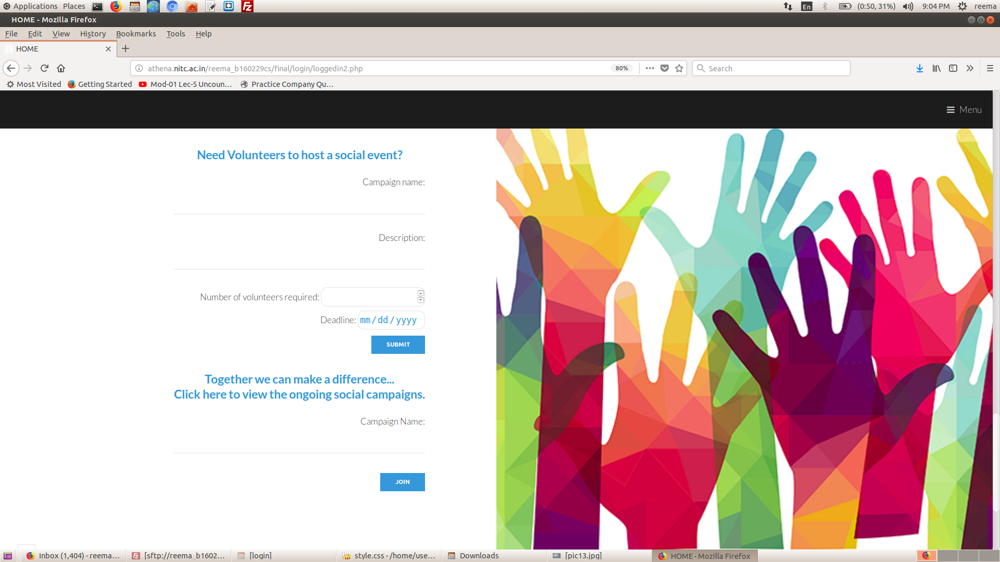 Applications Places En (0:50, 31%) 9:04 PM reema
HOME - Mozilla Firefox
File Edit View History Bookmarks Tools Help
HOME
athena.nitc.ac.in/reema_b160229cs/final/login/loggedin2.php 80% Search
Most Visited Getting Started Mod-01 Lec-5 Uncoun... Practice Company Qu...
Menu
Need Volunteers to host a social event?
Campaign name:
Description:
Number of volunteers required:
Deadline: mm/dd/yyyy
SUBMIT
Together we can make a difference...
Click here to view the ongoing social campaigns.
Campaign Name:
JOIN
Inbox (1,404) - reema... [sftp://reema_b1602... [login] style.css - /home/use... Downloads [pic13.jpg] HOME - Mozilla Firefox